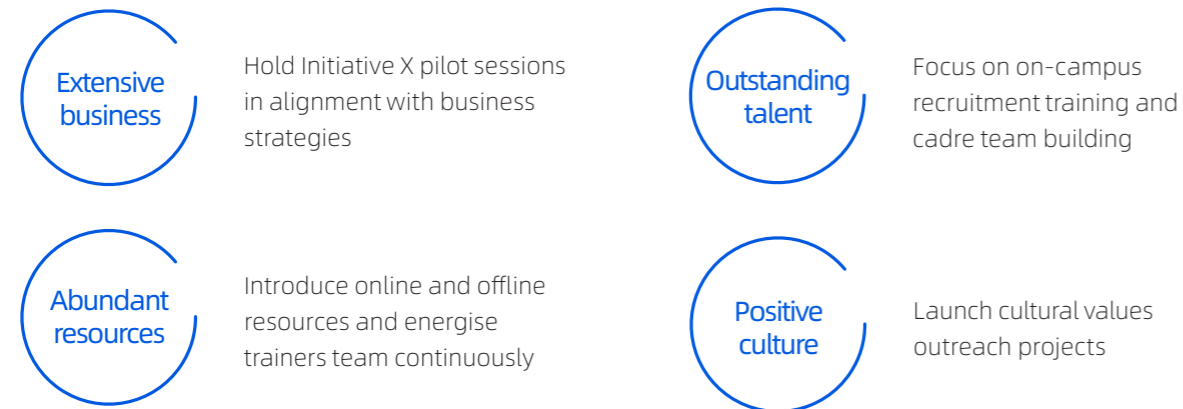 Extensive
business
Hold Initiative X pilot sessions
in alignment with business
strategies
Outstanding
talent
Focus on on-campus
recruitment training and
cadre team building
Abundant
resources
Introduce online and offline
resources and energise
trainers team continuously
Positive
culture
Launch cultural values
outreach projects